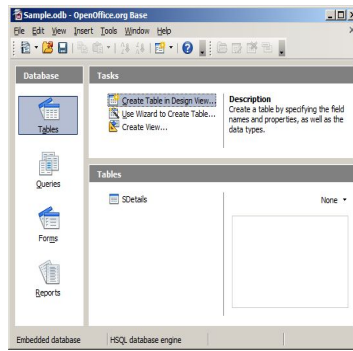 Sample.odb - OpenOffice.org Base
File Edit View Insert Tools Window Help
Database
Tasks
Tables
Queries
Forms
Reports
Create Table in Design View...
Use Wizard to Create Table...
Create View...
Description
Create a table by specifying the field
names and properties, as well as the
data types.
Tables
SDetails
None
Embedded database
HSQL database engine